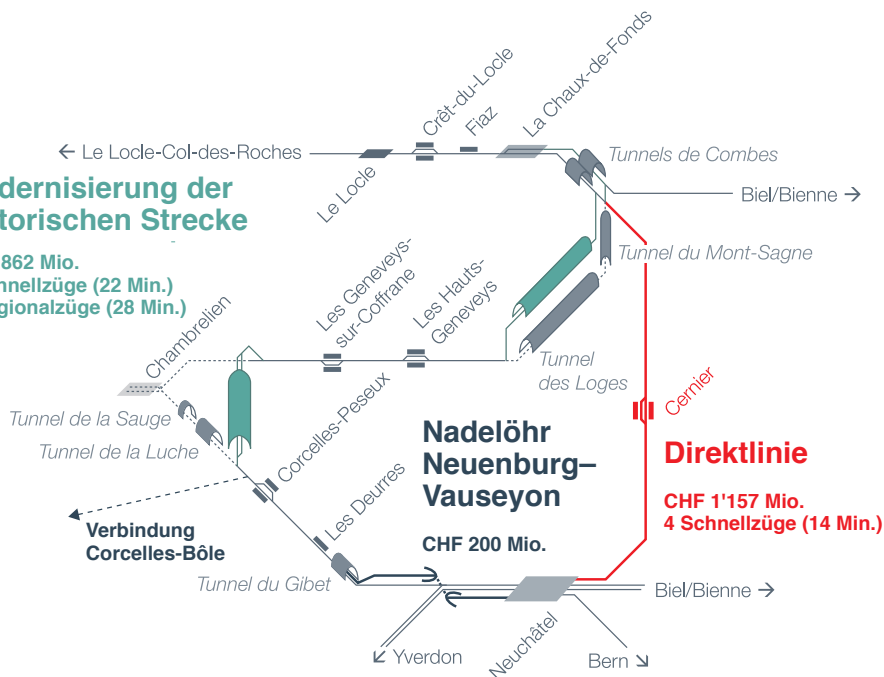 Crêt-du-Locle
Fiaz
La Chaux-de-Fonds
← Le Locle-Col-des-Roches
Le Locle
Tunnels de Combes
Biel/Bienne →
dernisierung der
torischen Strecke
862 Mio.
chnellzüge (22 Min.)
egionalzüge (28 Min.)
Tunnel du Mont-Sagne
Les Geneveys-
sur-Coffrane
Les Hauts-
Geneveys
Chambrelien
Tunnel
des Loges
Cernier
Tunnel de la Sauge
Tunnel de la Luche
Corcelles-Peseux
Nadelöhr
Neuenburg–
Vauseyon
CHF 200 Mio.
Direktlinie
CHF 1'157 Mio.
4 Schnellzüge (14 Min.)
Les Deurres
Verbindung
Corcelles-Bôle
Tunnel du Gibet
Biel/Bienne →
↙ Yverdon
Neuchâtel
Bern ↘